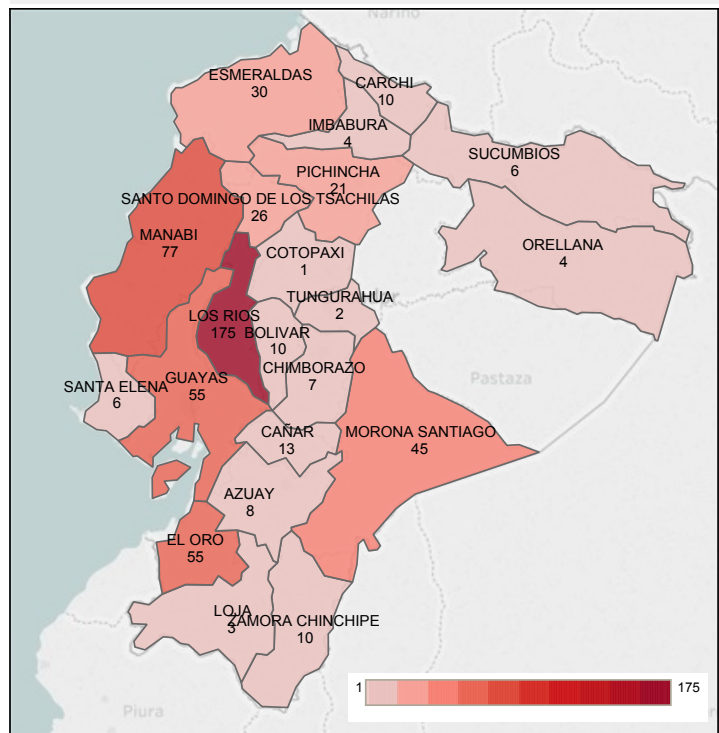 Nariño
ESMERALDAS
30
CARCHI
10
IMBABURA
4
SUCUMBIOS
6
PICHINCHA
21
SANTO DOMINGO DE LOS TSACHILAS
26
MANABI
77
COTOPAXI
1
ORELLANA
4
TUNGURAHUA
2
LOS RIOS
175
BOLIVAR
10
CHIMBORAZO
7
Pastaza
SANTA ELENA
6
GUAYAS
55
CAÑAR
13
MORONA SANTIAGO
45
AZUAY
8
EL ORO
55
LOJA
3
ZAMORA CHINCHIPE
10
1
175
Piura